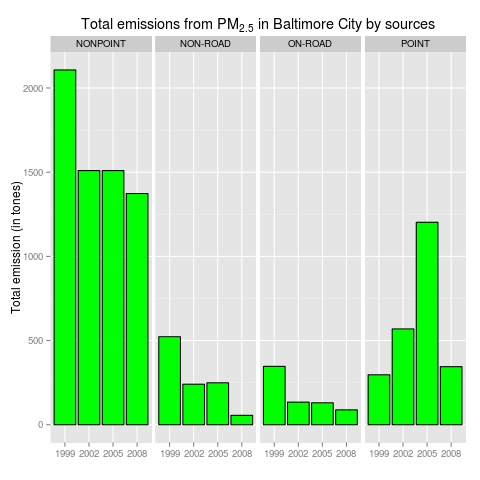 Total emissions from PM2.5 in Baltimore City by sources
NONPOINT NON-ROAD ON-ROAD POINT
Total emission (in tones)
2000
1500
1000
500
0
1999 2002 2005 2008 1999 2002 2005 2008 1999 2002 2005 2008 1999 2002 2005 2008